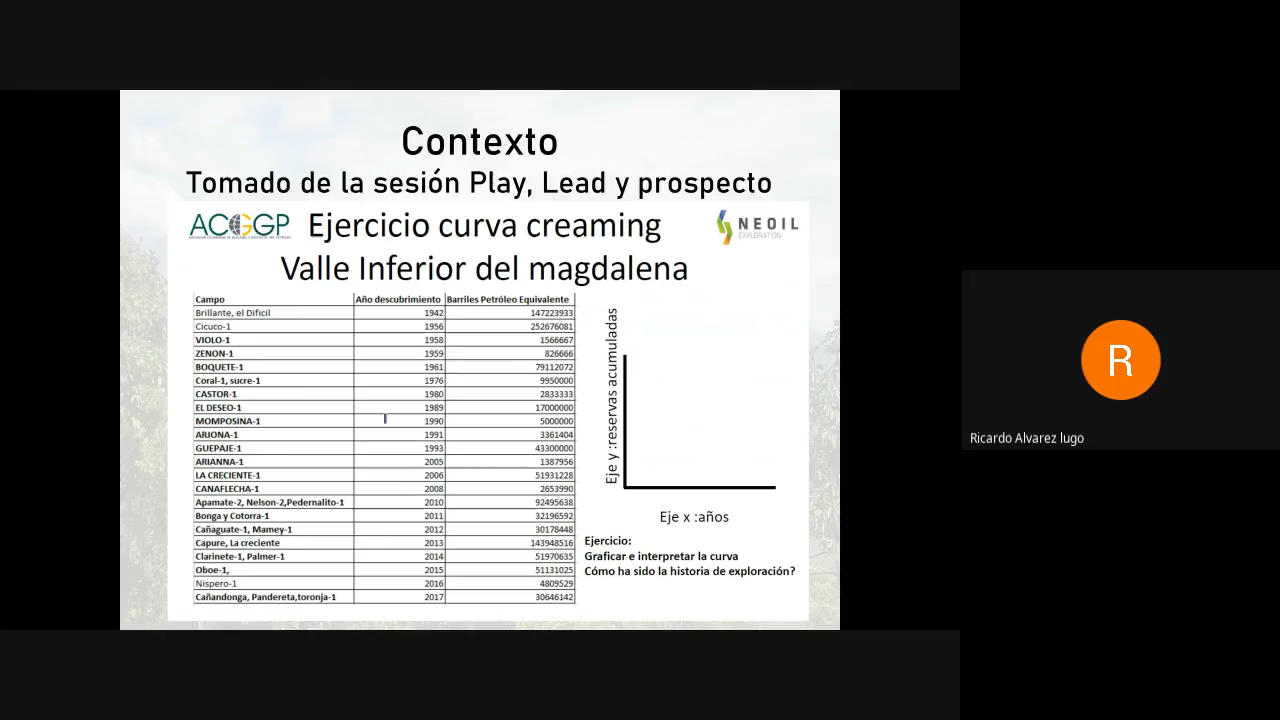 Contexto
Tomado de la sesión Play, Lead y prospecto
ACGGP
Ejercicio curva creaming
NEOIL
EXPLORATION
Valle Inferior del magdalena
Campo Año descubrimiento Barriles Petróleo Equivalente
Brillante, el Dificil 1942 147223933
Cicuco-1 1956 252676081
VIOLO-1 1958 1566667
ZENON-1 1959 826666
BOQUETE-1 1961 79112072
Coral-1, sucre-1 1976 9950000
CASTOR-1 1980 2833333
EL DESEO-1 1989 17000000
MOMPOSINA-1 1990 5000000
ARJONA-1 1991 3361404
GUEPAJE-1 1993 43300000
ARIANNA-1 2005 1387956
LA CRECIENTE-1 2006 51931228
CANAFLECHA-1 2008 2653990
Apamate-2, Nelson-2,Pedernalito-1 2010 92495638
Bonga y Cotorra-1 2011 32196592
Cañaguate-1, Mamey-1 2012 30178448
Capure, La creciente 2013 143948516
Clarinete-1, Palmer-1 2014 51970635
Oboe-1, 2015 51131025
Nispero-1 2016 4809529
Cañandonga, Pandereta,toronja-1 2017 30646142
Eje y :reservas acumuladas
Eje x :años
Ejercicio:
Graficar e interpretar la curva
Cómo ha sido la historia de exploración?
R
Ricardo Alvarez lugo